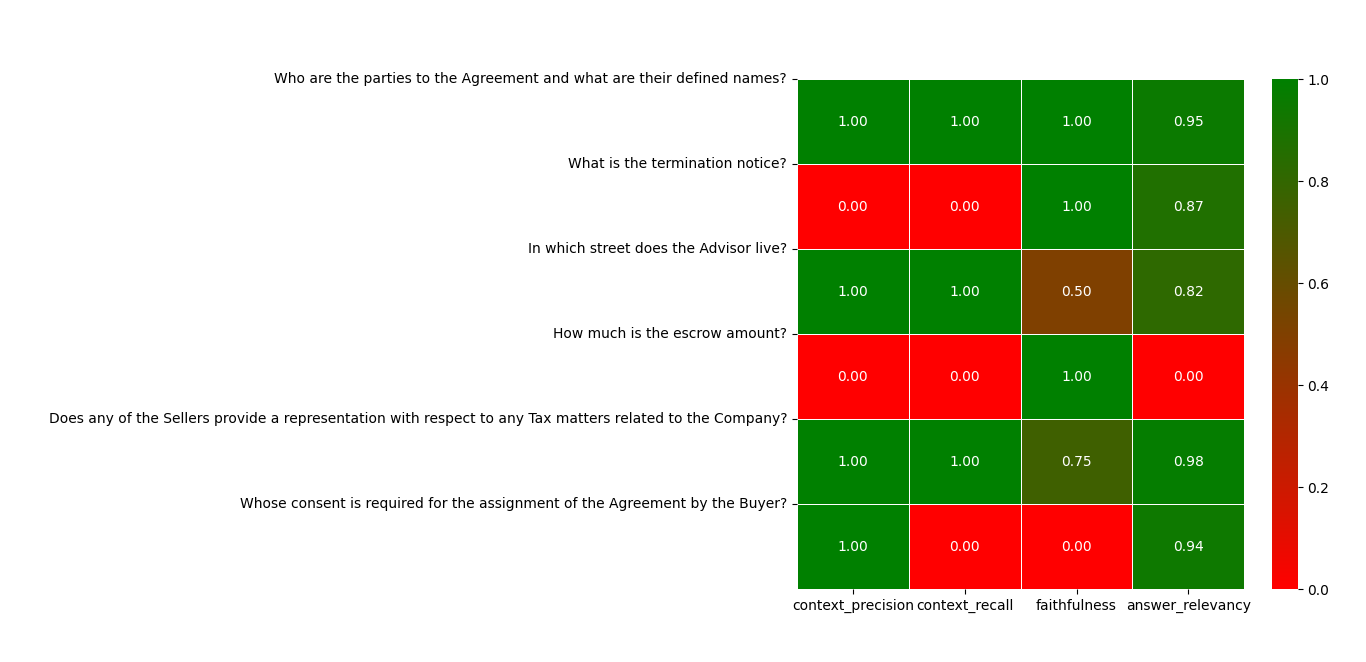 Who are the parties to the Agreement and what are their defined names?
1.00 1.00 1.00 0.95
What is the termination notice?
0.00 0.00 1.00 0.87
In which street does the Advisor live?
1.00 1.00 0.50 0.82
How much is the escrow amount?
0.00 0.00 1.00 0.00
Does any of the Sellers provide a representation with respect to any Tax matters related to the Company?
1.00 1.00 0.75 0.98
Whose consent is required for the assignment of the Agreement by the Buyer?
1.00 0.00 0.00 0.94
context_precision context_recall faithfulness answer_relevancy
1.0
0.8
0.6
0.4
0.2
0.0